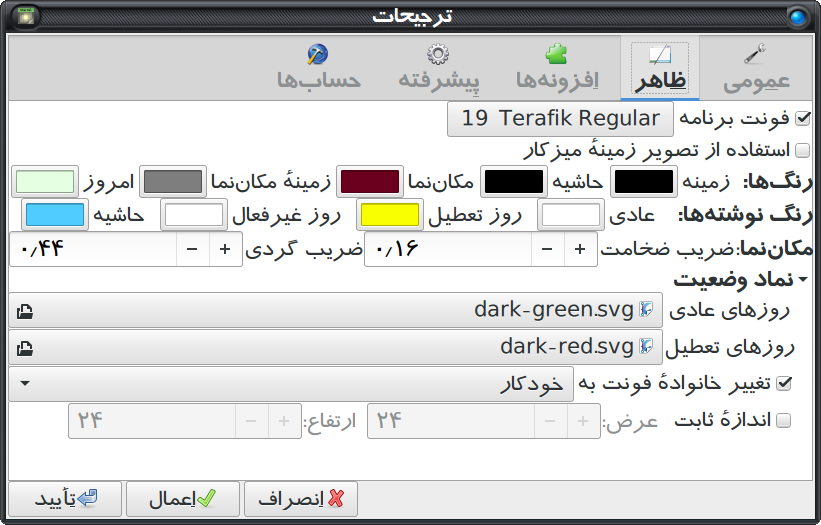 ترجیحات
عمومی ظاهر افزونه‌ها پیشرفته حساب‌ها
فونت برنامه 19 Terafik Regular
استفاده از تصویر زمینهٔ میزکار
رنگ‌ها: زمینه حاشیه مکان‌نما زمینهٔ مکان‌نما امروز
رنگ نوشته‌ها: عادی روز تعطیل روز غیرفعال حاشیه
مکان‌نما: ضریب ضخامت ۰٫۱۶ − + ضریب گردی ۰٫۴۴ − +
نماد وضعیت
روزهای عادی dark-green.svg
روزهای تعطیل dark-red.svg
تغییر خانوادهٔ فونت به خودکار
اندازهٔ ثابت عرض: ۲۴ − + ارتفاع: ۲۴ − +
انصراف اعمال تأیید